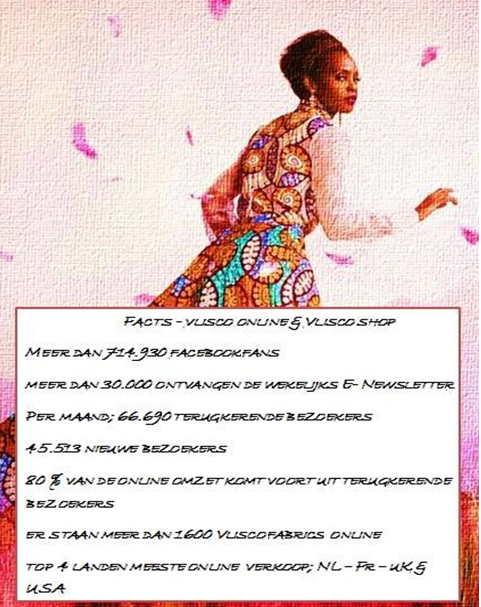 Facts - vlisco online & Vlisco shop
Meer dan 714.930 facebookfans
meer dan 30.000 ontvangen de wekelijks E- Newsletter
Per maand; 66.690 terugkerende bezoekers
45.513 nieuwe bezoekers
80 % van de online omzet komt voort uit terugkerende
bezoekers
er staan meer dan 1600 Vlisco fabrics online
top 4 landen meeste online verkoop; NL - Fr - UK &
USA